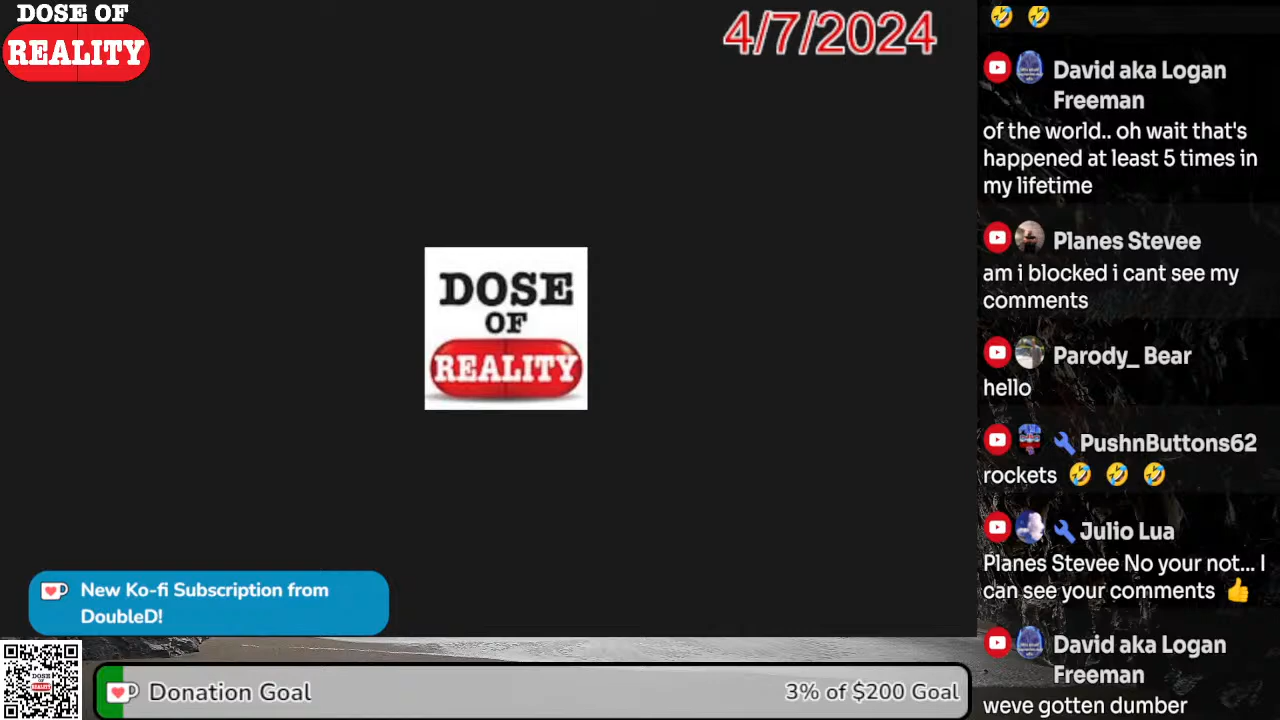 DOSE OF
REALITY
4/7/2024
DOSE
OF
REALITY
New Ko-fi Subscription from
DoubleD!
Donation Goal
3% of $200 Goal
🤣 🤣
David aka Logan
Freeman
of the world.. oh wait that's
happened at least 5 times in
my lifetime
Planes Stevee
am i blocked i cant see my
comments
Parody_ Bear
hello
PushnButtons62
rockets 🤣 🤣 🤣
Julio Lua
Planes Stevee No your not... I
can see your comments 👍
David aka Logan
Freeman
weve gotten dumber